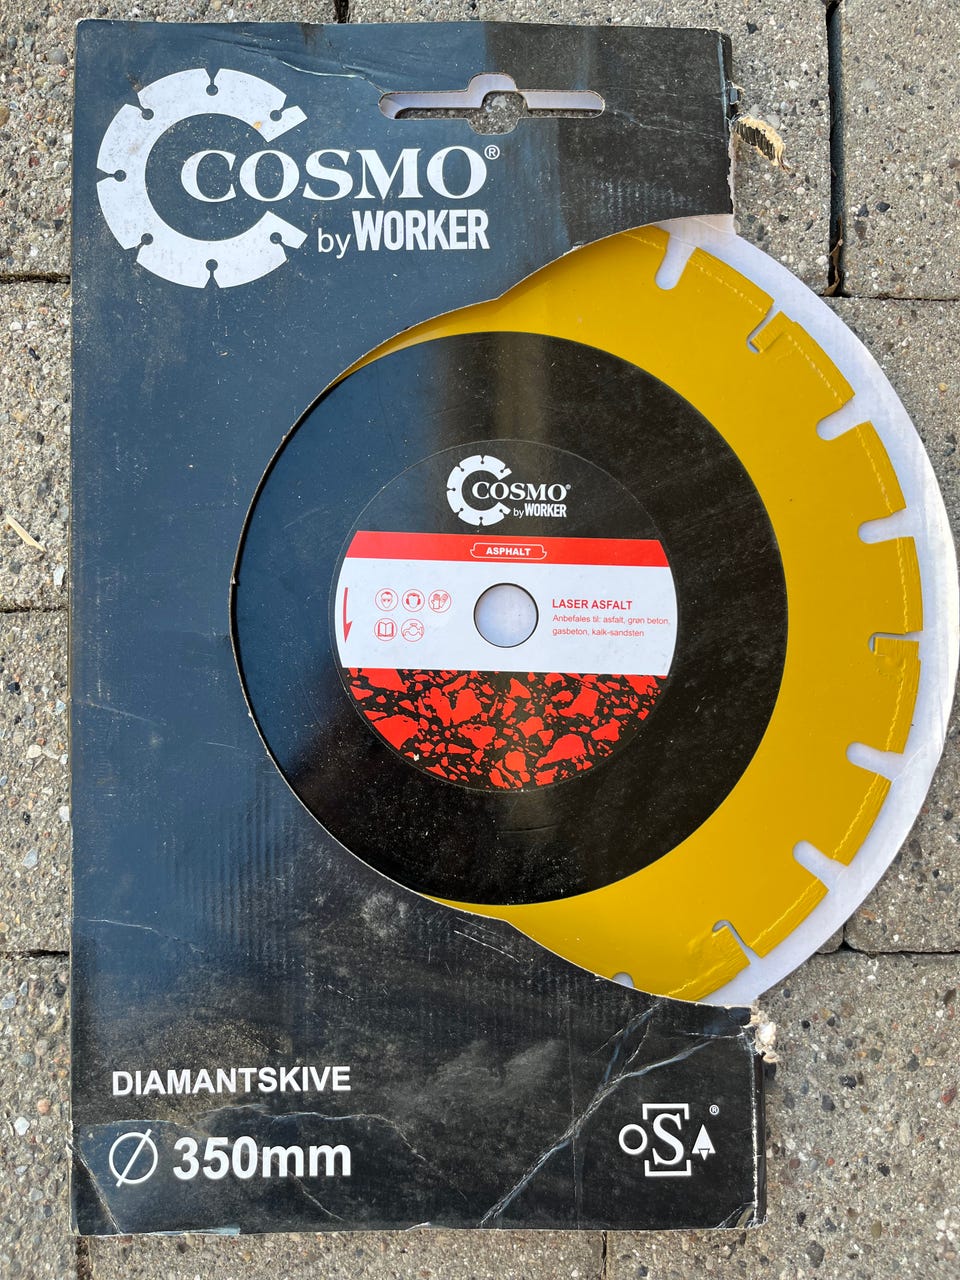 COSMO®
by WORKER
COSMO®
by WORKER
ASPHALT
LASER ASFALT
Anbefales til: asfalt, grøn beton,
gasbeton, kalk-sandsten
DIAMANTSKIVE
Ø 350mm
OSA®